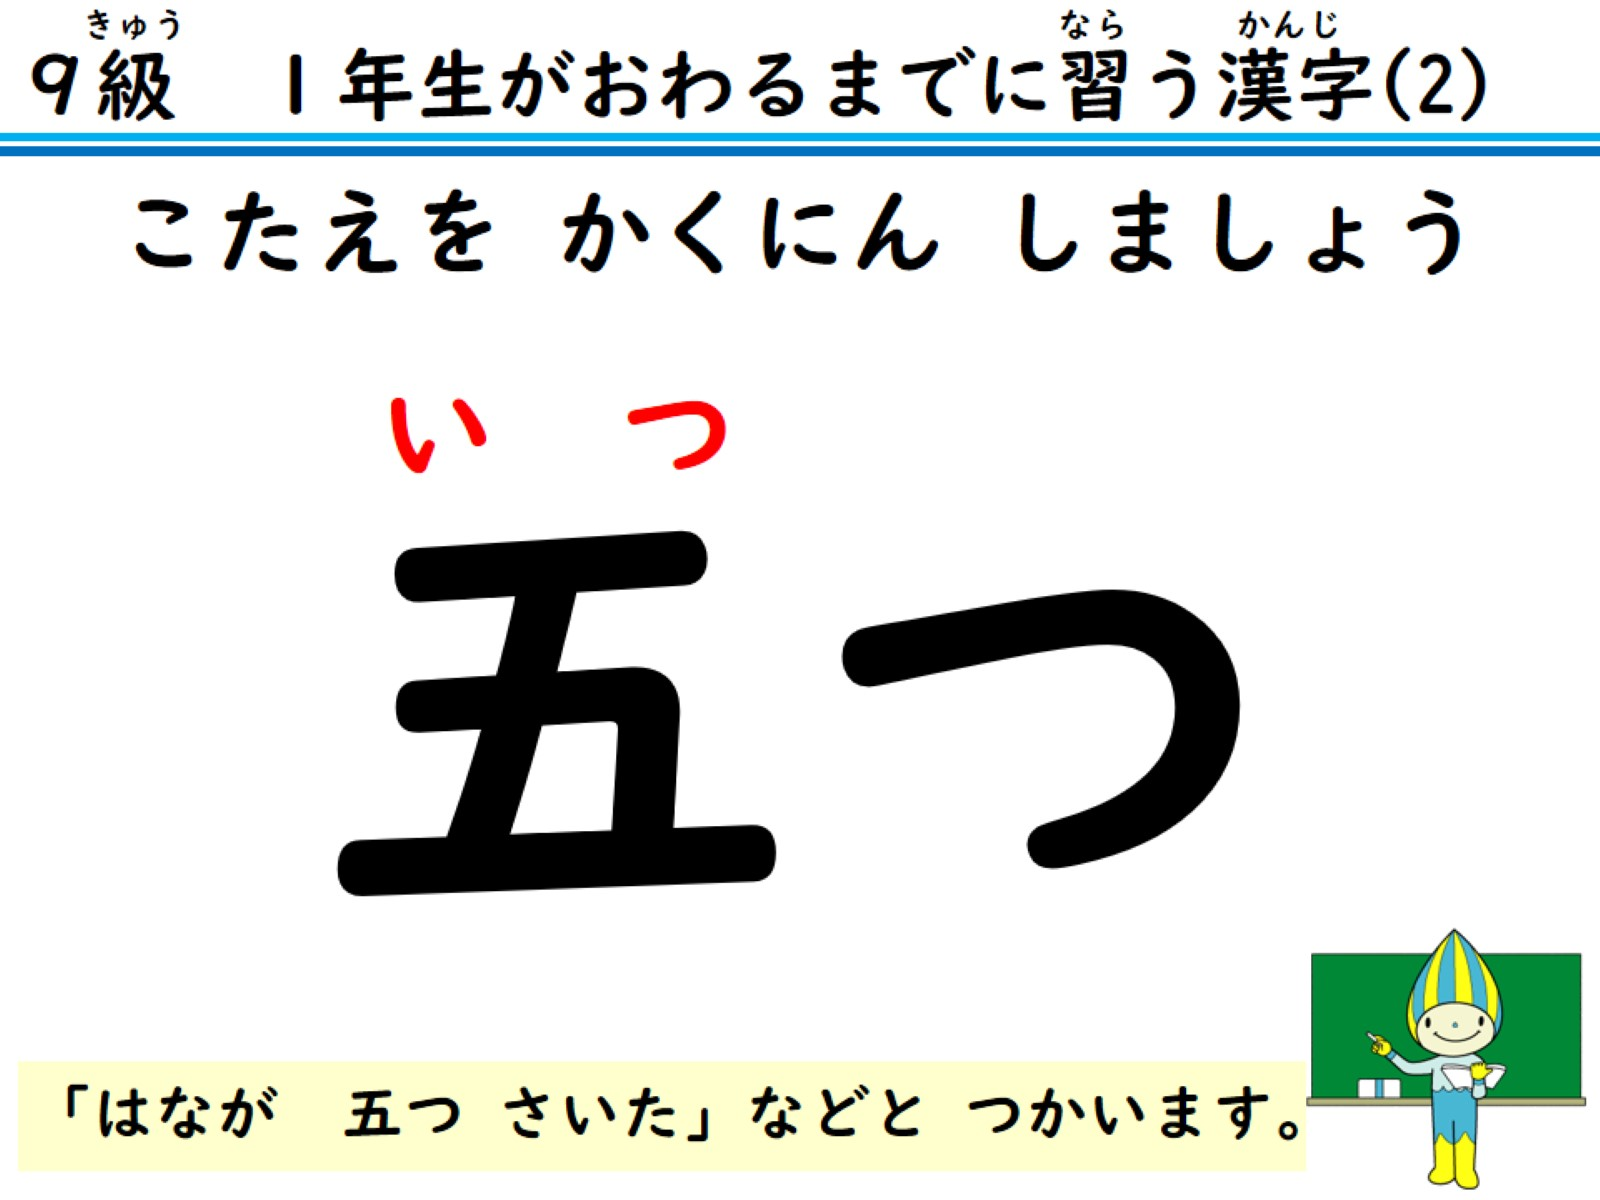 きゅう なら かんじ
9級 1年生がおわるまでに習う漢字(2)
こたえを かくにん しましょう
い つ
五つ
「はなが 五つ さいた」などと つかいます。